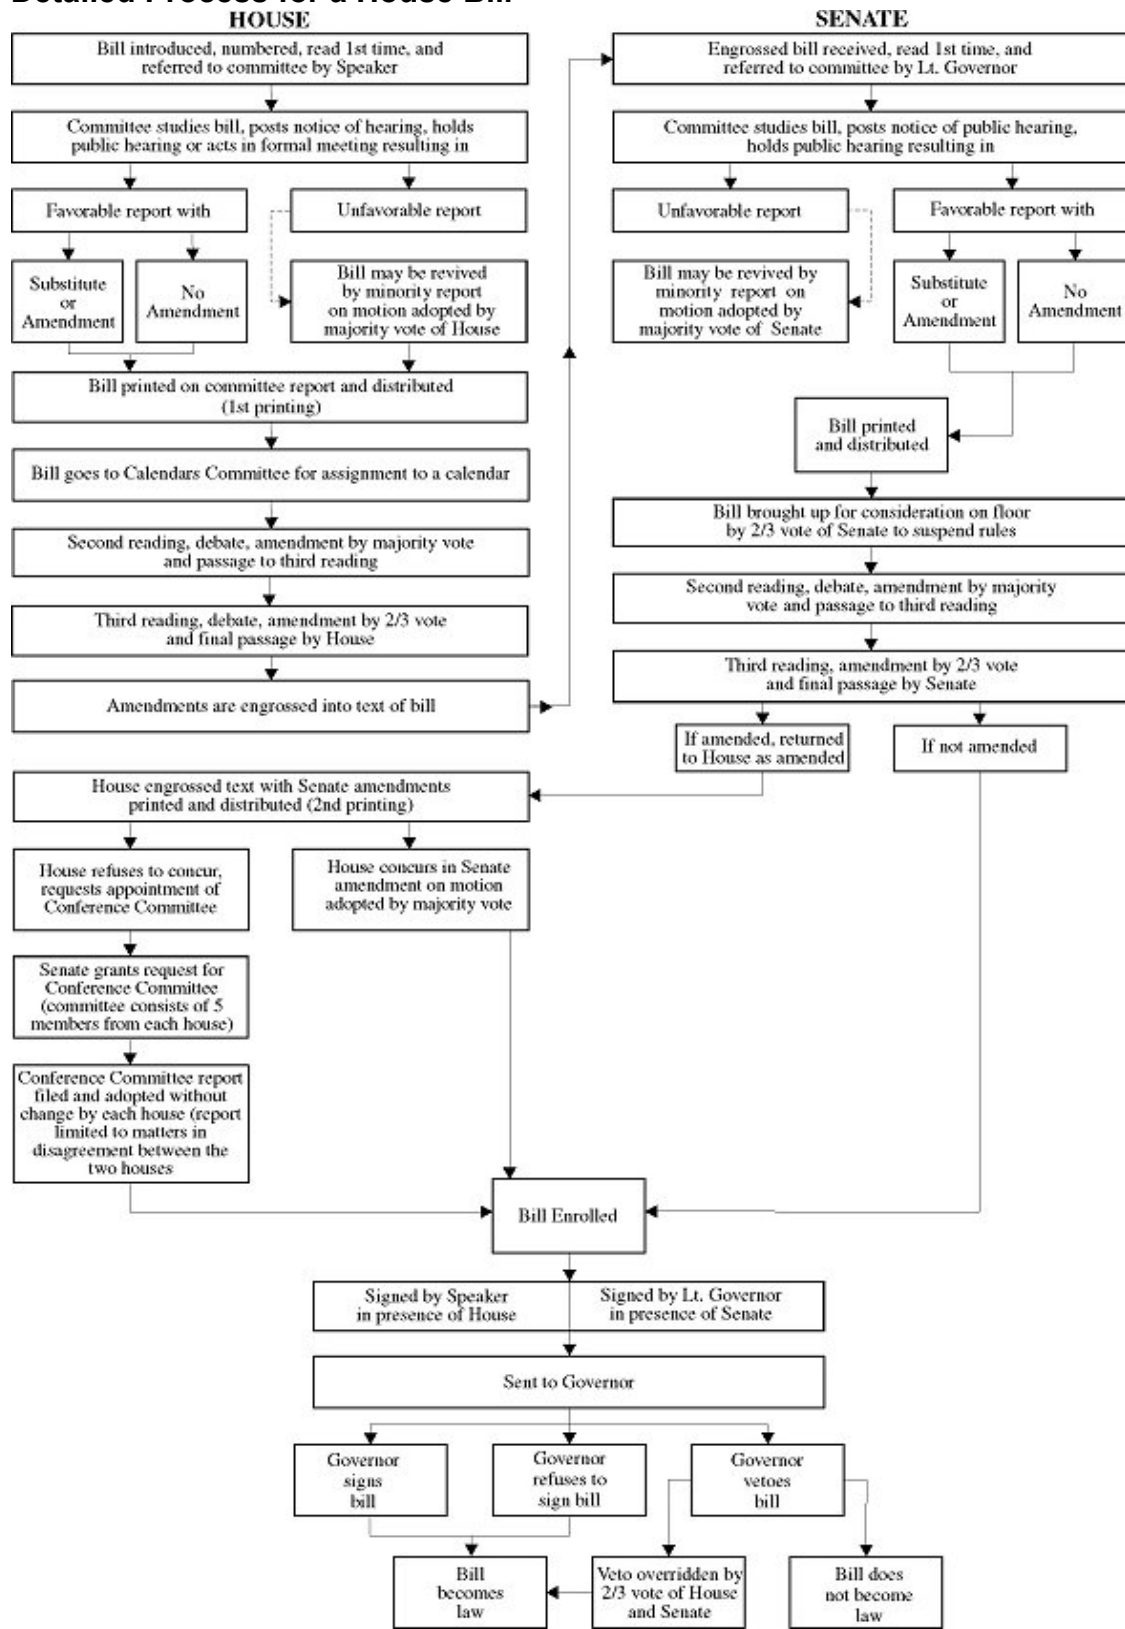 Detailed Process for a House Bill
HOUSE
Bill introduced, numbered, read 1st time, and
referred to committee by Speaker
Committee studies bill, posts notice of hearing, holds
public hearing or acts in formal meeting resulting in
Favorable report with
Unfavorable report
Substitute
or
Amendment
No
Amendment
Bill may be revived
by minority report
on motion adopted by
majority vote of House
Bill printed on committee report and distributed
(1st printing)
Bill goes to Calendars Committee for assignment to a calendar
Second reading, debate, amendment by majority vote
and passage to third reading
Third reading, debate, amendment by 2/3 vote
and final passage by House
Amendments are engrossed into text of bill
SENATE
Engrossed bill received, read 1st time, and
referred to committee by Lt. Governor
Committee studies bill, posts notice of public hearing,
holds public hearing resulting in
Unfavorable report
Favorable report with
Bill may be revived by
minority report on
motion adopted by
majority vote of Senate
Substitute
or
Amendment
No
Amendment
Bill printed
and distributed
Bill brought up for consideration on floor
by 2/3 vote of Senate to suspend rules
Second reading, debate, amendment by majority
vote and passage to third reading
Third reading, amendment by 2/3 vote
and final passage by Senate
If amended, returned
to House as amended
If not amended
House engrossed text with Senate amendments
printed and distributed (2nd printing)
House refuses to concur,
requests appointment of
Conference Committee
House concurs in Senate
amendment on motion
adopted by majority vote
Senate grants request for
Conference Committee
(committee consists of 5
members from each house)
Conference Committee report
filed and adopted without
change by each house (report
limited to matters in
disagreement between the
two houses
Bill Enrolled
Signed by Speaker
in presence of House
Signed by Lt. Governor
in presence of Senate
Sent to Governor
Governor
signs
bill
Governor
refuses to
sign bill
Governor
vetoes
bill
Bill
becomes
law
Veto overridden by
2/3 vote of House
and Senate
Bill does
not become
law